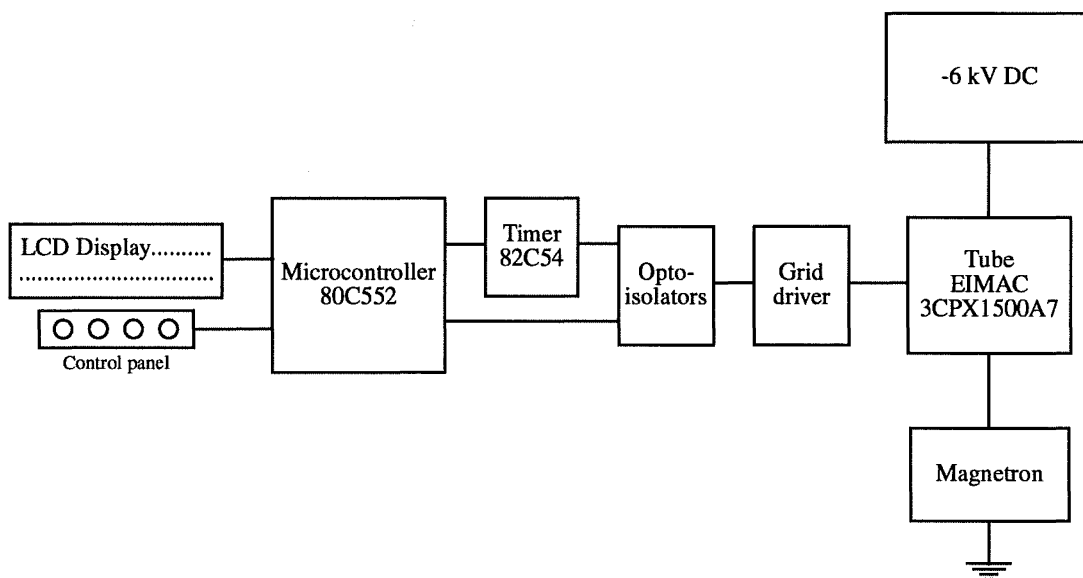 -6 kV DC
LCD Display..........
....................................
Control panel
Microcontroller
80C552
Timer
82C54
Opto-
isolators
Grid
driver
Tube
EIMAC
3CPX1500A7
Magnetron